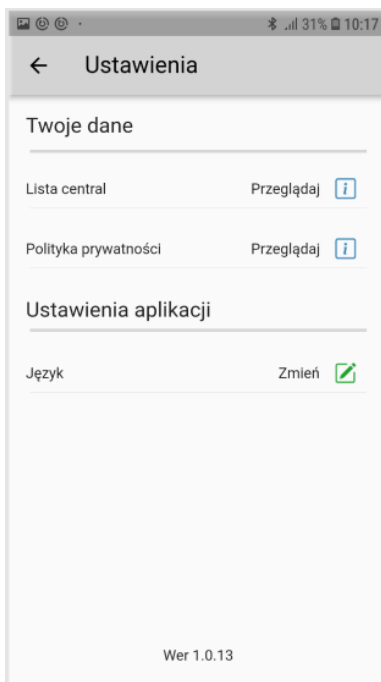 31% 10:17
Ustawienia
Twoje dane
Lista central Przeglądaj
Polityka prywatności Przeglądaj
Ustawienia aplikacji
Język Zmień
Wer 1.0.13